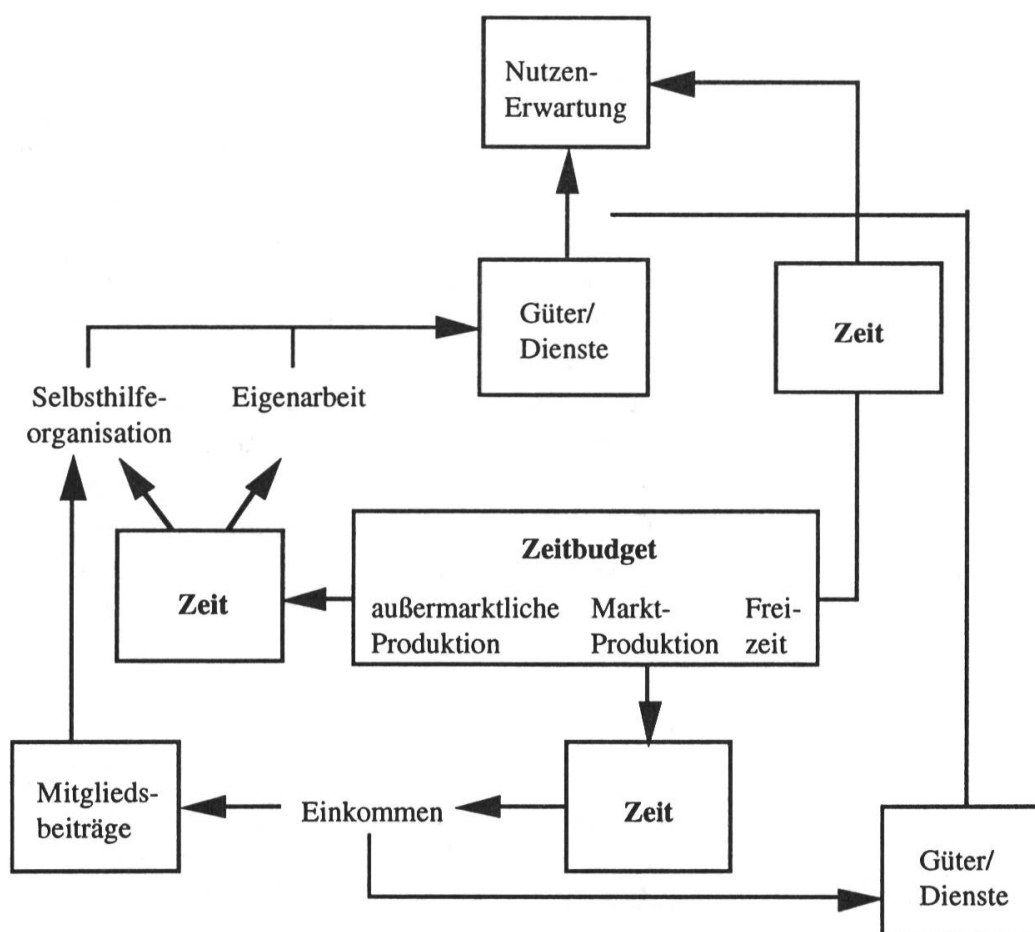 Nutzen-
Erwartung
Güter/
Dienste
Zeit
Selbsthilfe-
organisation
Eigenarbeit
Zeitbudget
außermarktliche
Produktion
Markt-
Produktion
Frei-
zeit
Zeit
Mitglieds-
beiträge
Einkommen
Zeit
Güter/
Dienste